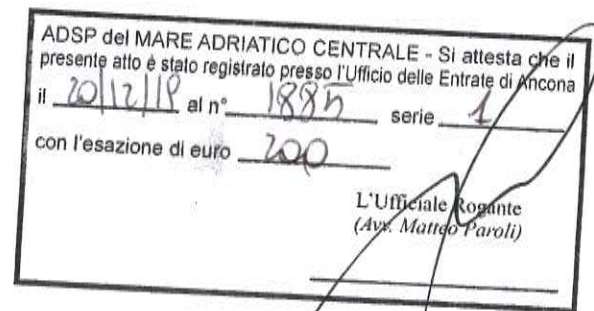 ADSP del MARE ADRIATICO CENTRALE - Si attesta che il
presente atto è stato registrato presso l'Ufficio delle Entrate di Ancona
il 20/12/18 al n° 1885 serie 1
con l'esazione di euro 200
L'Ufficiale Rogante
(Avv. Matteo Paroli)